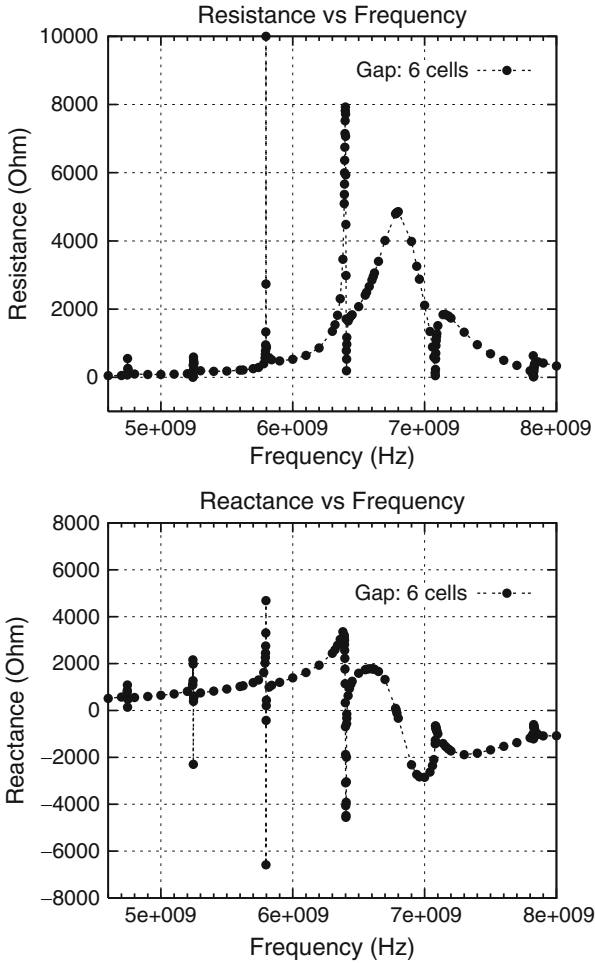 Resistance vs Frequency
10000
8000
6000
4000
2000
0
Resistance (Ohm)
Gap: 6 cells
5e+009 6e+009 7e+009 8e+009
Frequency (Hz)
Reactance vs Frequency
8000
6000
4000
2000
0
−2000
−4000
−6000
−8000
Reactance (Ohm)
Gap: 6 cells
5e+009 6e+009 7e+009 8e+009
Frequency (Hz)